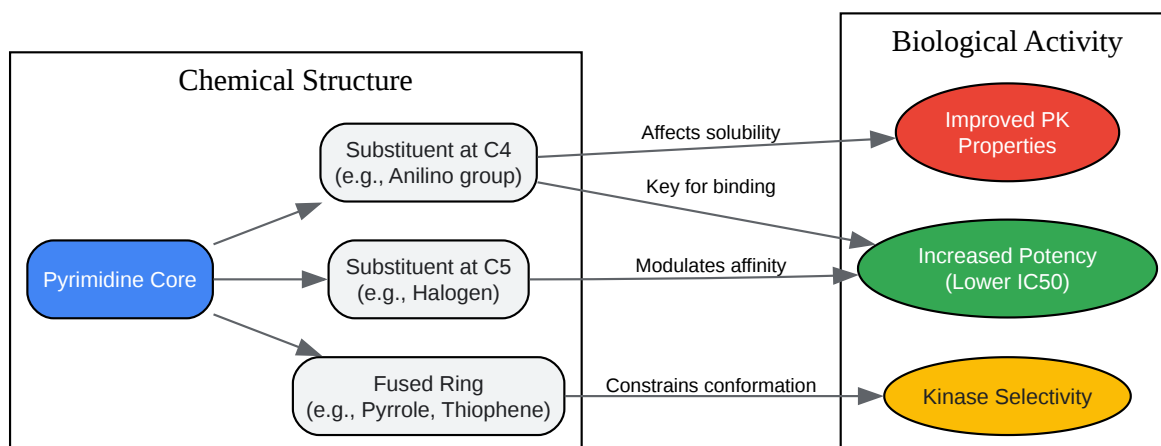 Chemical Structure
Biological Activity
Pyrimidine Core
Substituent at C4
(e.g., Anilino group)
Substituent at C5
(e.g., Halogen)
Fused Ring
(e.g., Pyrrole, Thiophene)
Affects solubility
Key for binding
Modulates affinity
Constrains conformation
Improved PK
Properties
Increased Potency
(Lower IC50)
Kinase Selectivity